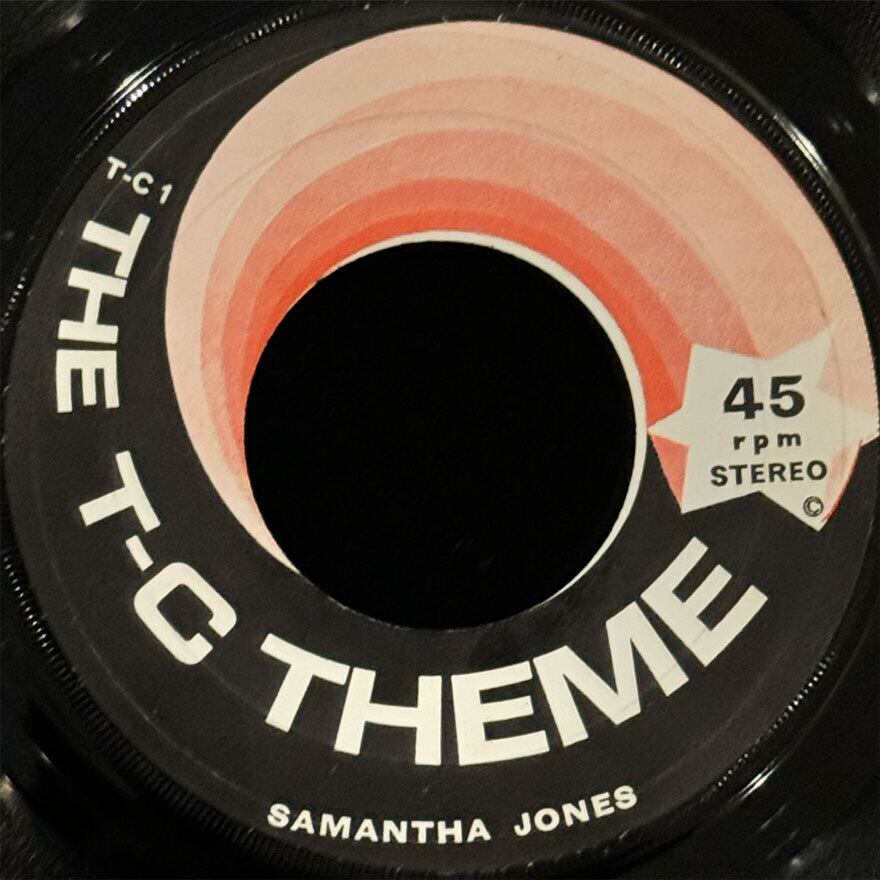 T-C 1
THE T-C THEME
45
rpm
STEREO
©
SAMANTHA JONES